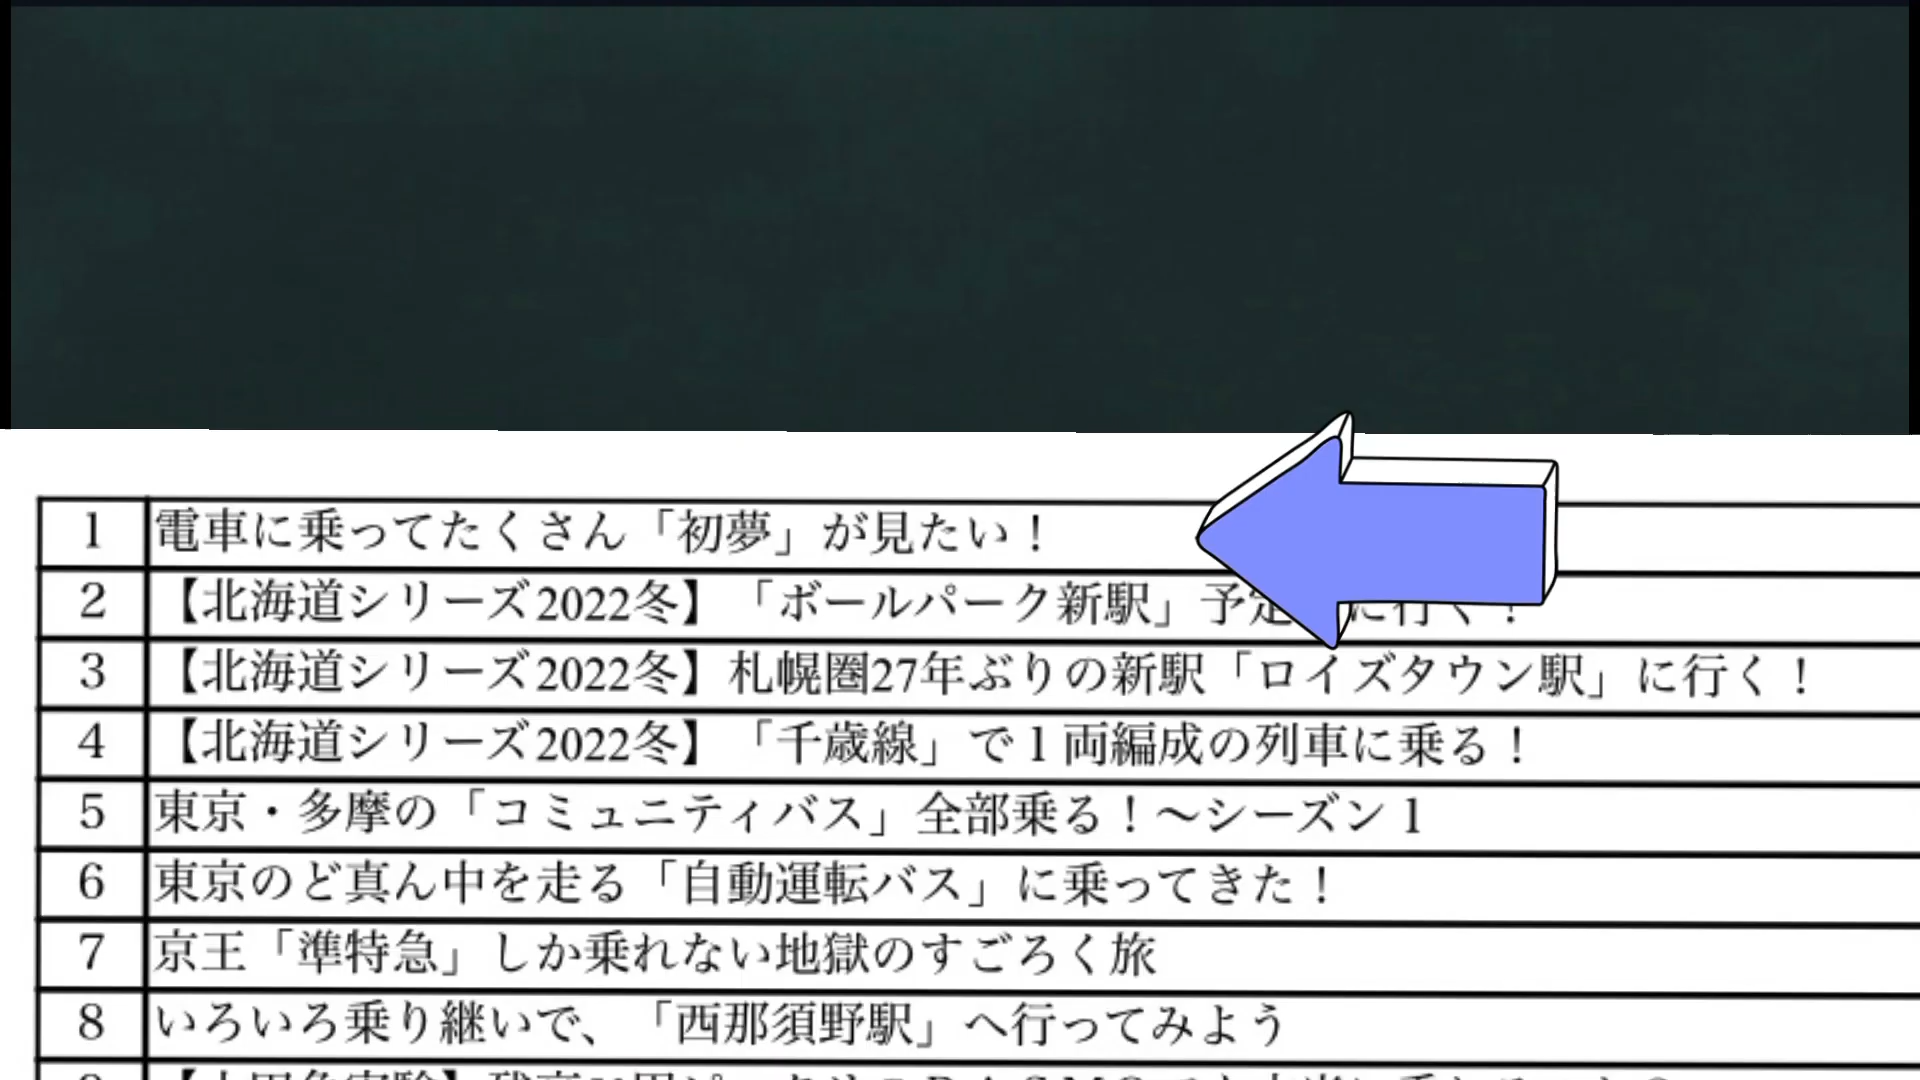 1 電車に乗ってたくさん「初夢」が見たい！
2 【北海道シリーズ2022冬】「ボールパーク新駅」予定に行く！
3 【北海道シリーズ2022冬】札幌圏27年ぶりの新駅「ロイズタウン駅」に行く！
4 【北海道シリーズ2022冬】「千歳線」で１両編成の列車に乗る！
5 東京・多摩の「コミュニティバス」全部乗る！～シーズン１
6 東京のど真ん中を走る「自動運転バス」に乗ってきた！
7 京王「準特急」しか乗れない地獄のすごろく旅
8 いろいろ乗り継いで、「西那須野駅」へ行ってみよう